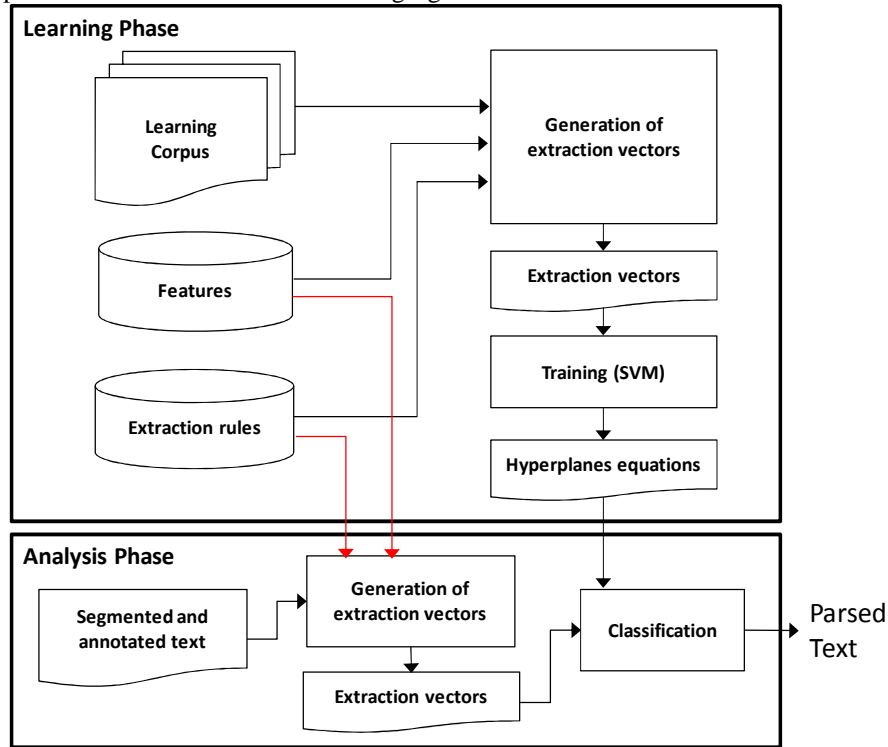 Learning Phase
Learning
Corpus
Generation of
extraction vectors
Features
Extraction vectors
Training (SVM)
Extraction rules
Hyperplanes equations
Analysis Phase
Segmented and
annotated text
Generation of
extraction vectors
Classification
Parsed
Text
Extraction vectors